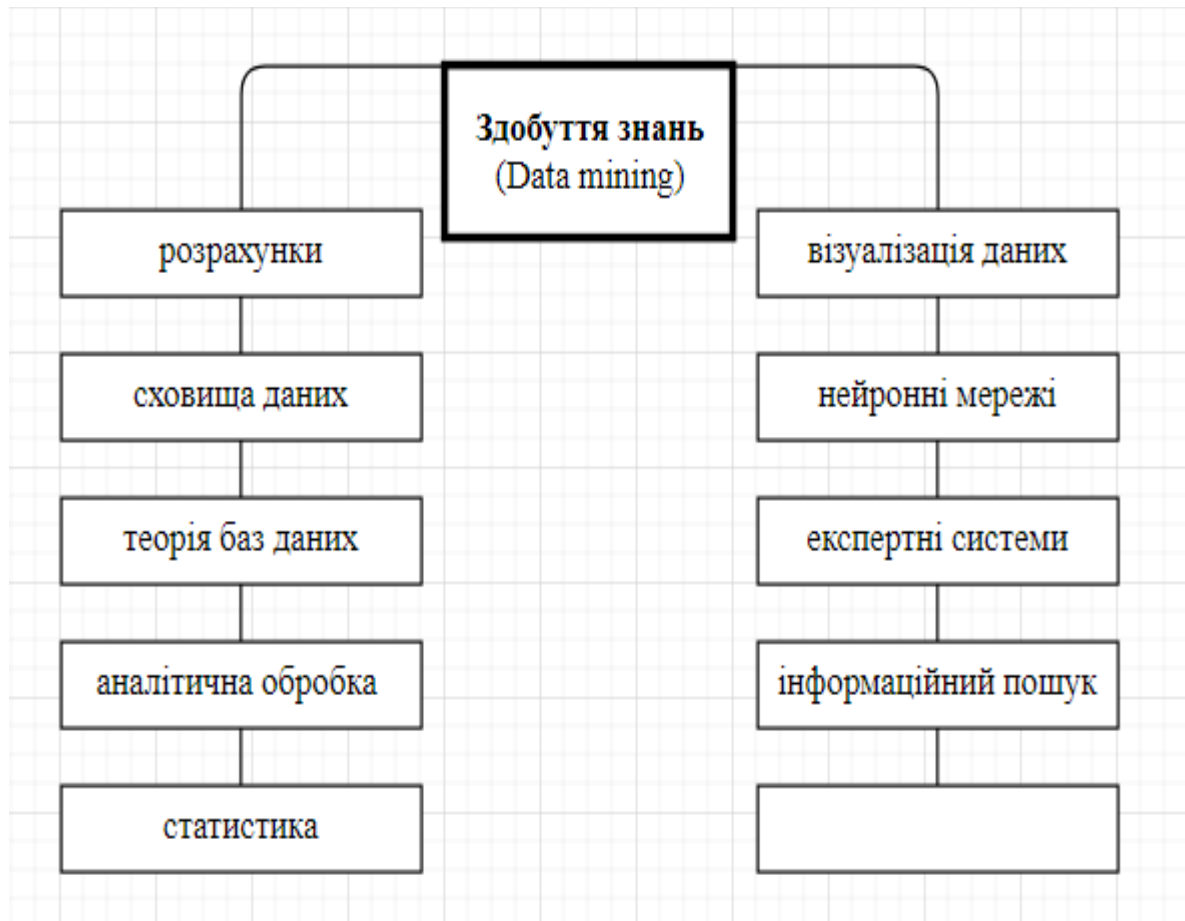 Здобуття знань
(Data mining)
розрахунки
сховища даних
теорія баз даних
аналітична обробка
статистика
візуалізація даних
нейронні мережі
експертні системи
інформаційний пошук